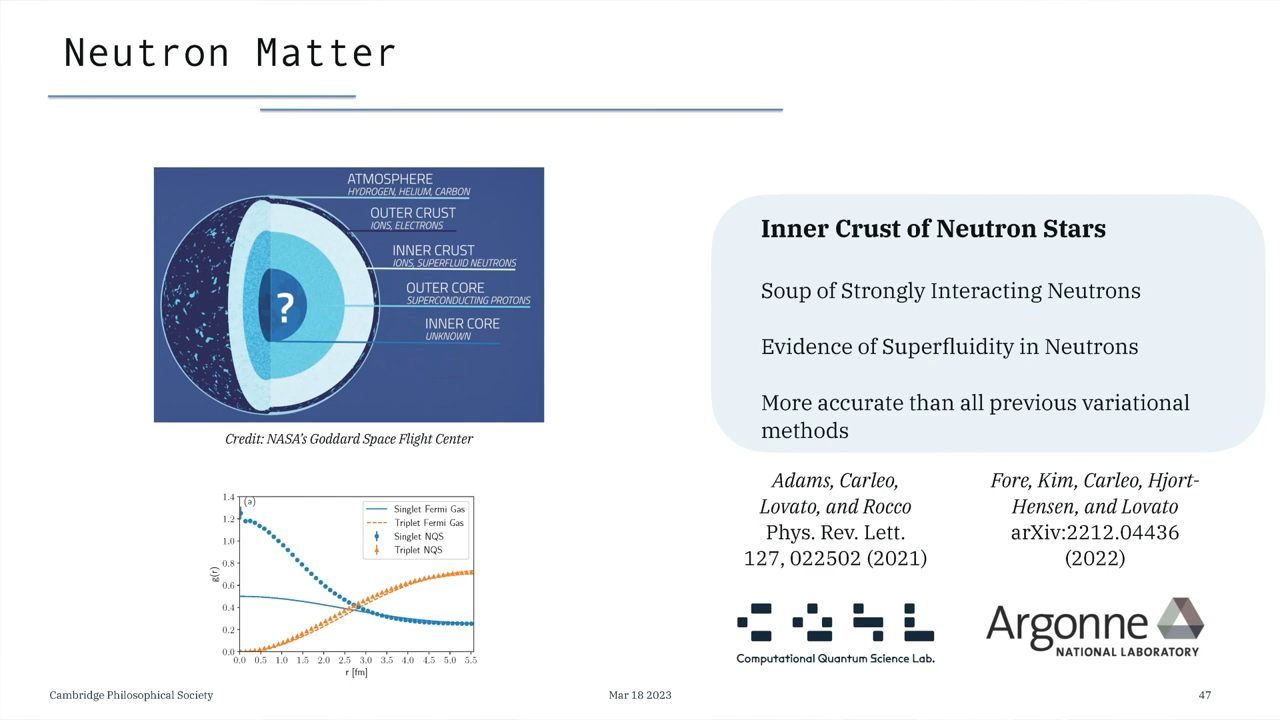 Neutron Matter
ATMOSPHERE
HYDROGEN, HELIUM, CARBON
OUTER CRUST
IONS, ELECTRONS
INNER CRUST
IONS, SUPERFLUID NEUTRONS
OUTER CORE
SUPERCONDUCTING PROTONS
INNER CORE
UNKNOWN
?
Credit: NASA's Goddard Space Flight Center
Inner Crust of Neutron Stars
Soup of Strongly Interacting Neutrons
Evidence of Superfluidity in Neutrons
More accurate than all previous variational
methods
(a)
Singlet Fermi Gas
Triplet Fermi Gas
Singlet NQS
Triplet NQS
g(r)
1.4
1.2
1.0
0.8
0.6
0.4
0.2
0.0
0.0 0.5 1.0 1.5 2.0 2.5 3.0 3.5 4.0 4.5 5.0 5.5
r [fm]
Adams, Carleo,
Lovato, and Rocco
Phys. Rev. Lett.
127, 022502 (2021)
Fore, Kim, Carleo, Hjort-
Hensen, and Lovato
arXiv:2212.04436
(2022)
CQSL
Computational Quantum Science Lab.
Argonne
NATIONAL LABORATORY
Cambridge Philosophical Society
Mar 18 2023
47